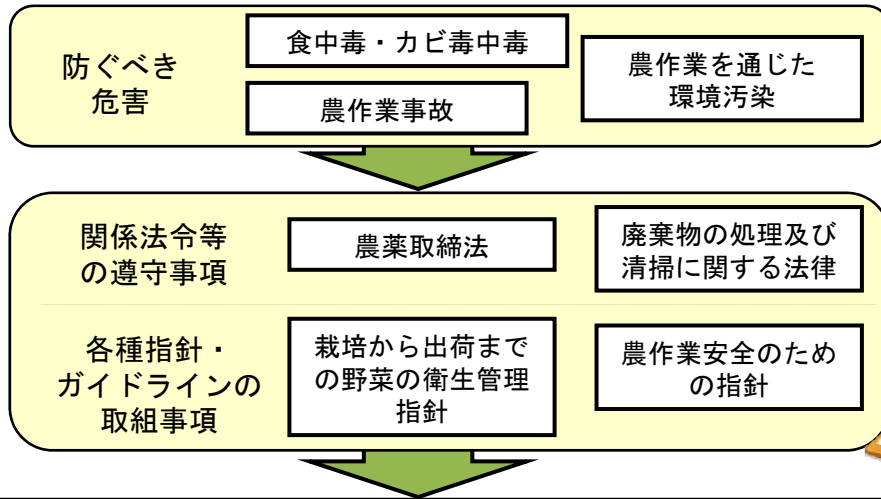 防ぐべき
危害
食中毒・カビ毒中毒
農作業事故
農作業を通じた
環境汚染
関係法令等
の遵守事項
農薬取締法
廃棄物の処理及び
清掃に関する法律
各種指針・
ガイドラインの
取組事項
栽培から出荷まで
の野菜の衛生管理
指針
農作業安全のため
の指針